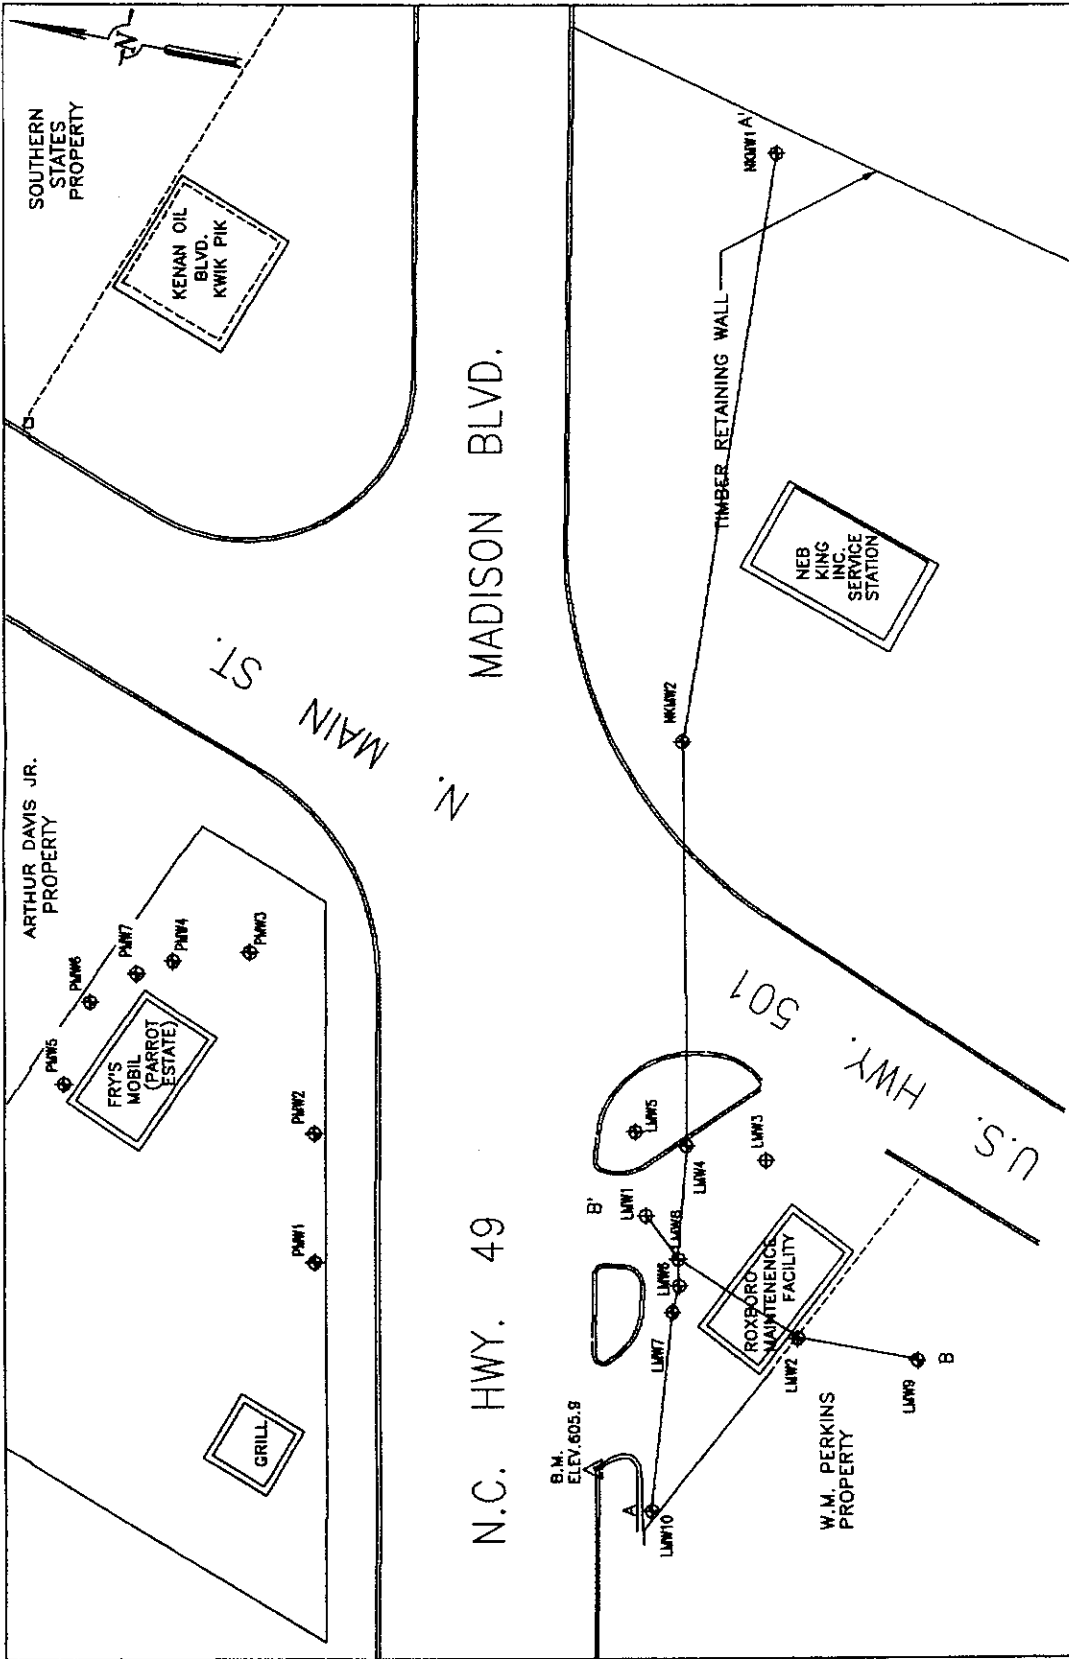 N
SOUTHERN
STATES
PROPERTY
KENAN OIL
BLVD.
KWIK PIK
ARTHUR DAVIS JR.
PROPERTY
PMW5
PMW6
PMW7
PMW4
PMW3
FRY'S
MOBIL
(PARROT
ESTATE)
PMW2
PMW1
GRILL
N. MAIN ST.
MADISON BLVD.
N.C. HWY. 49
U.S. HWY. 501
NKMW1 A'
TIMBER RETAINING WALL
NEB
KING
INC.
SERVICE
STATION
NKMW2
LMW5
LMW4
LMW3
B'
LMW1
LMW8
LMW6
LMW7
ROXBORO
MAINTENENCE
FACILITY
LMW2
LMW9
B
B.M.
ELEV.605.9
A
LMW10
W.M. PERKINS
PROPERTY